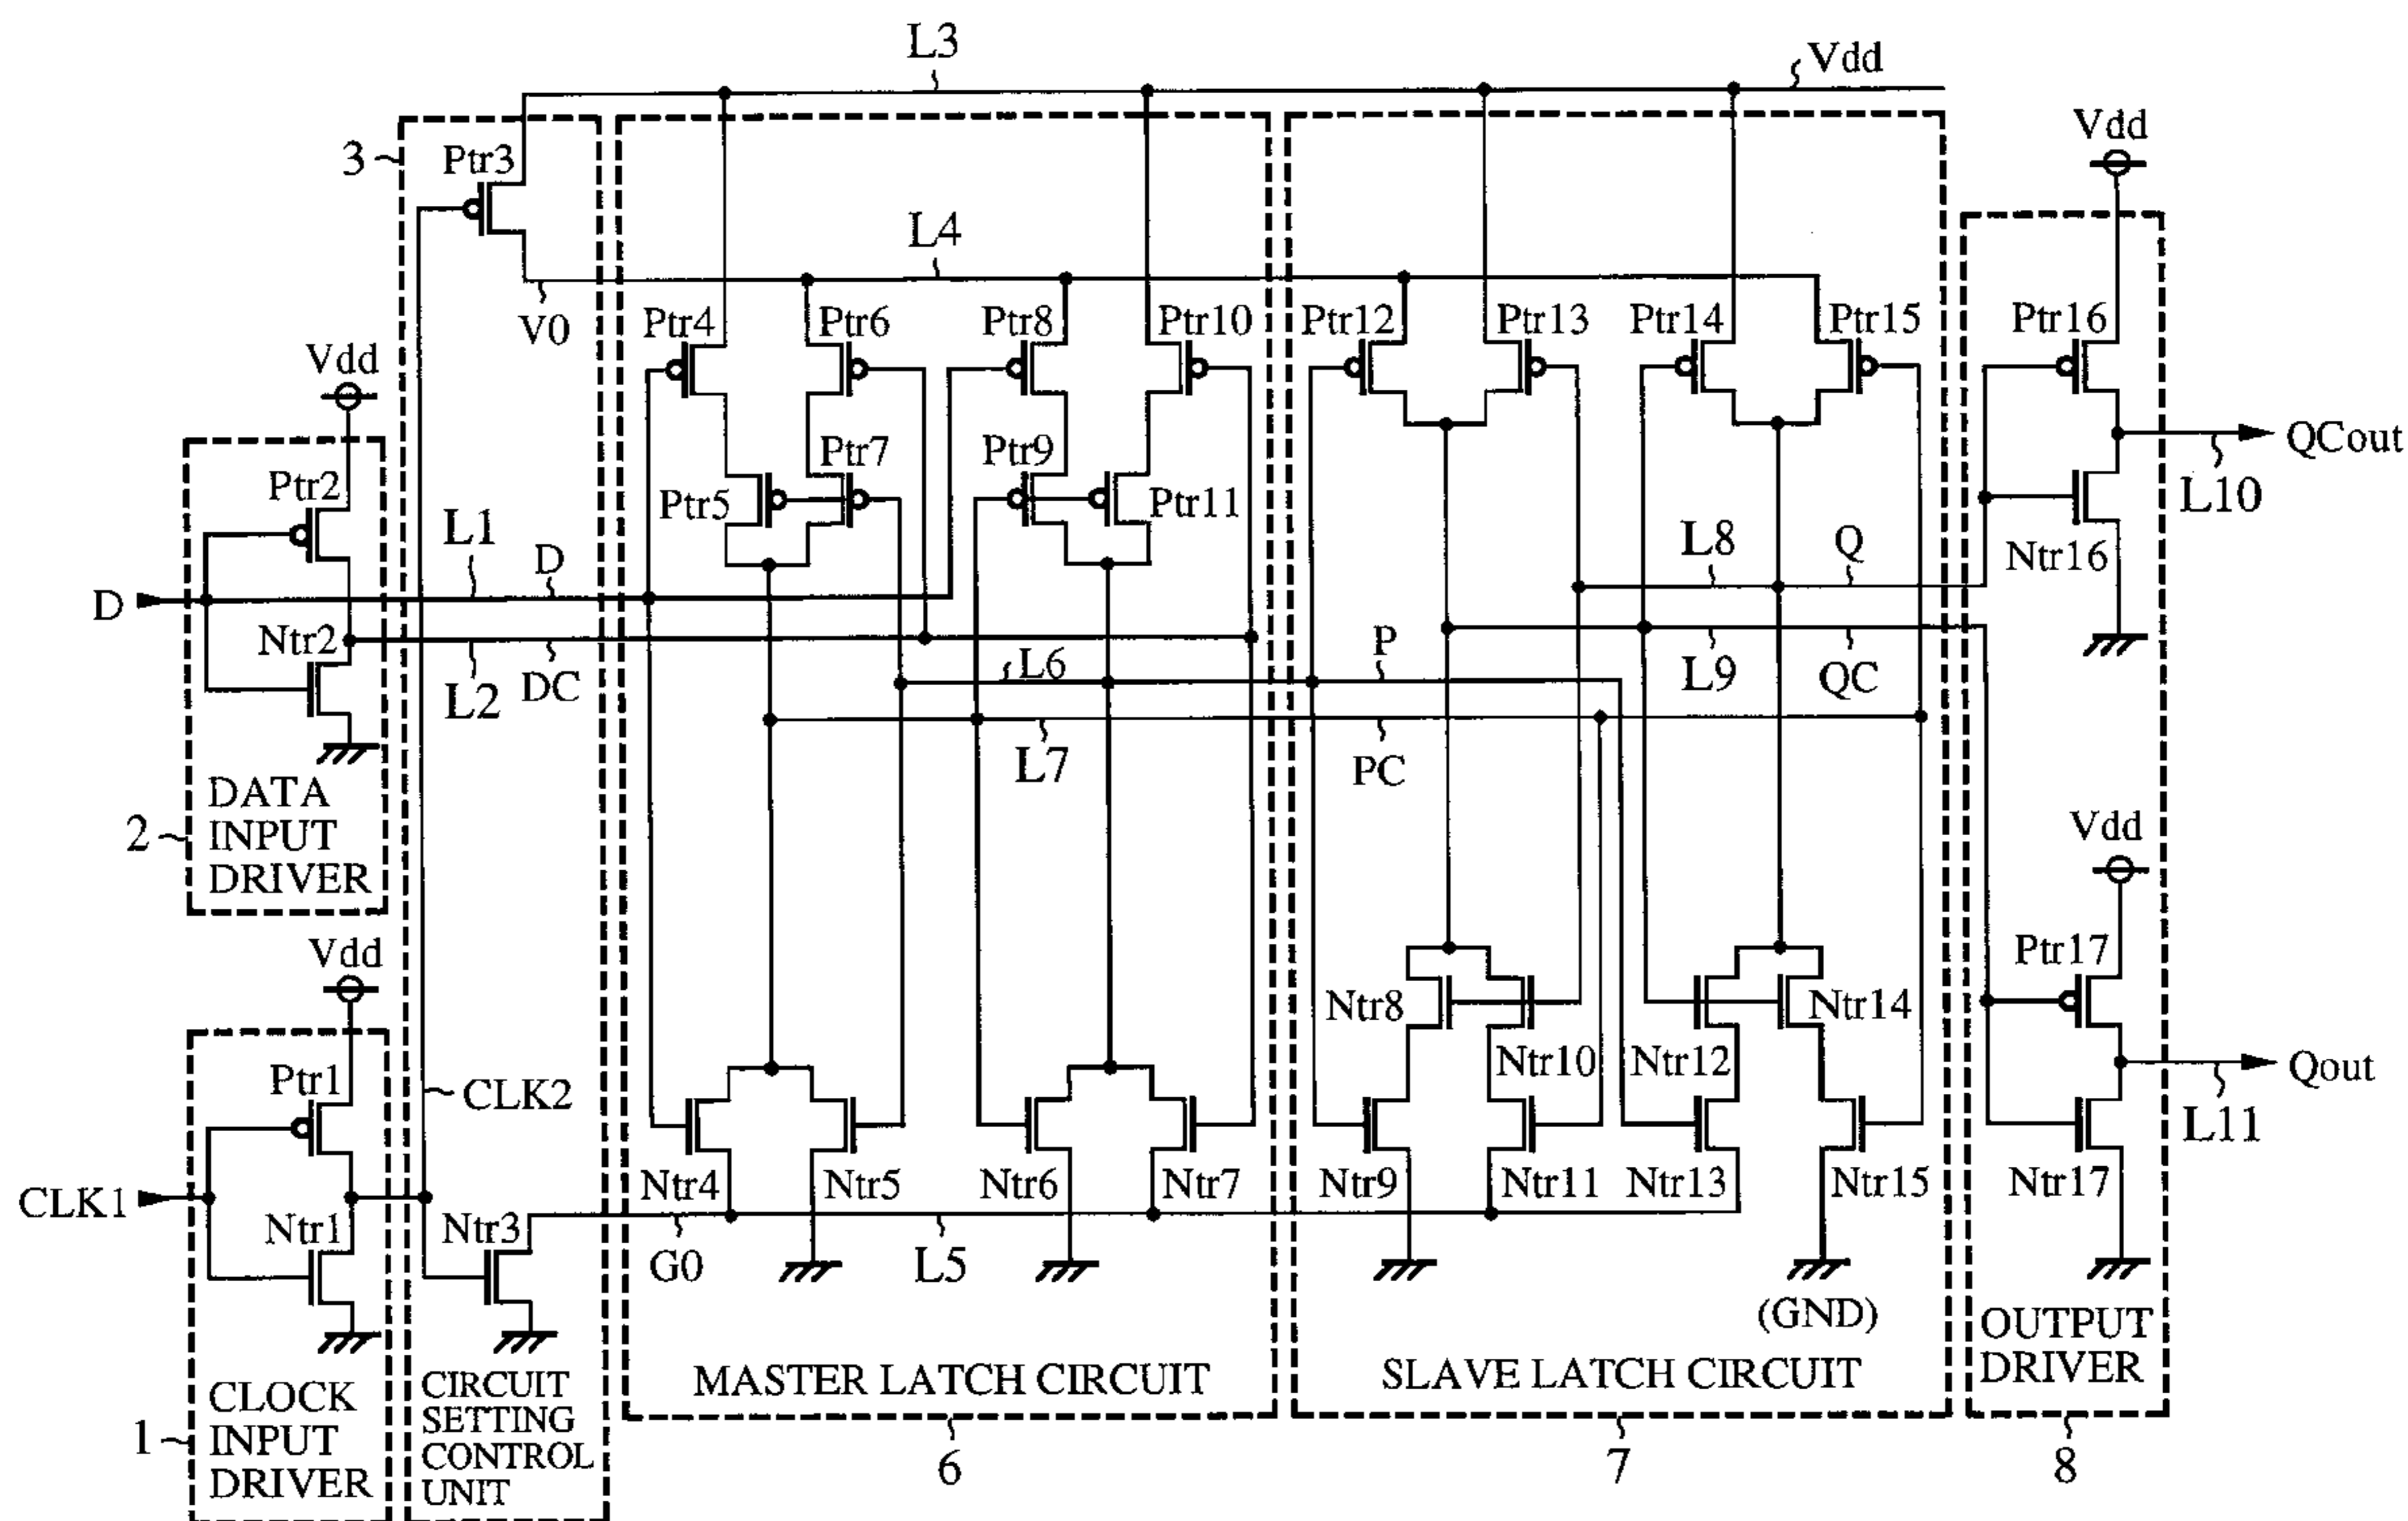 L3
Vdd
Vdd
3
Ptr3
L4
V0
Ptr4
Ptr6
Ptr8
Ptr10
Ptr12
Ptr13
Ptr14
Ptr15
Ptr16
Vdd
QCout
Ptr7
Ptr9
Ptr2
Ptr5
Ptr11
L10
L1
D
L8
Q
Ntr16
D
Ntr2
P
L6
DC
L2
L9
QC
L7
PC
DATA
INPUT
DRIVER
2
Vdd
Vdd
Ptr17
Ntr8
Ntr14
Ptr1
CLK2
Ntr10
Ntr12
Qout
L11
CLK1
Ntr1
Ntr3
Ntr4
Ntr5
Ntr6
Ntr7
Ntr9
Ntr11
Ntr13
Ntr15
Ntr17
G0
L5
(GND)
OUTPUT
DRIVER
MASTER LATCH CIRCUIT
SLAVE LATCH CIRCUIT
CIRCUIT
SETTING
CONTROL
UNIT
CLOCK
INPUT
DRIVER
1
6
7
8